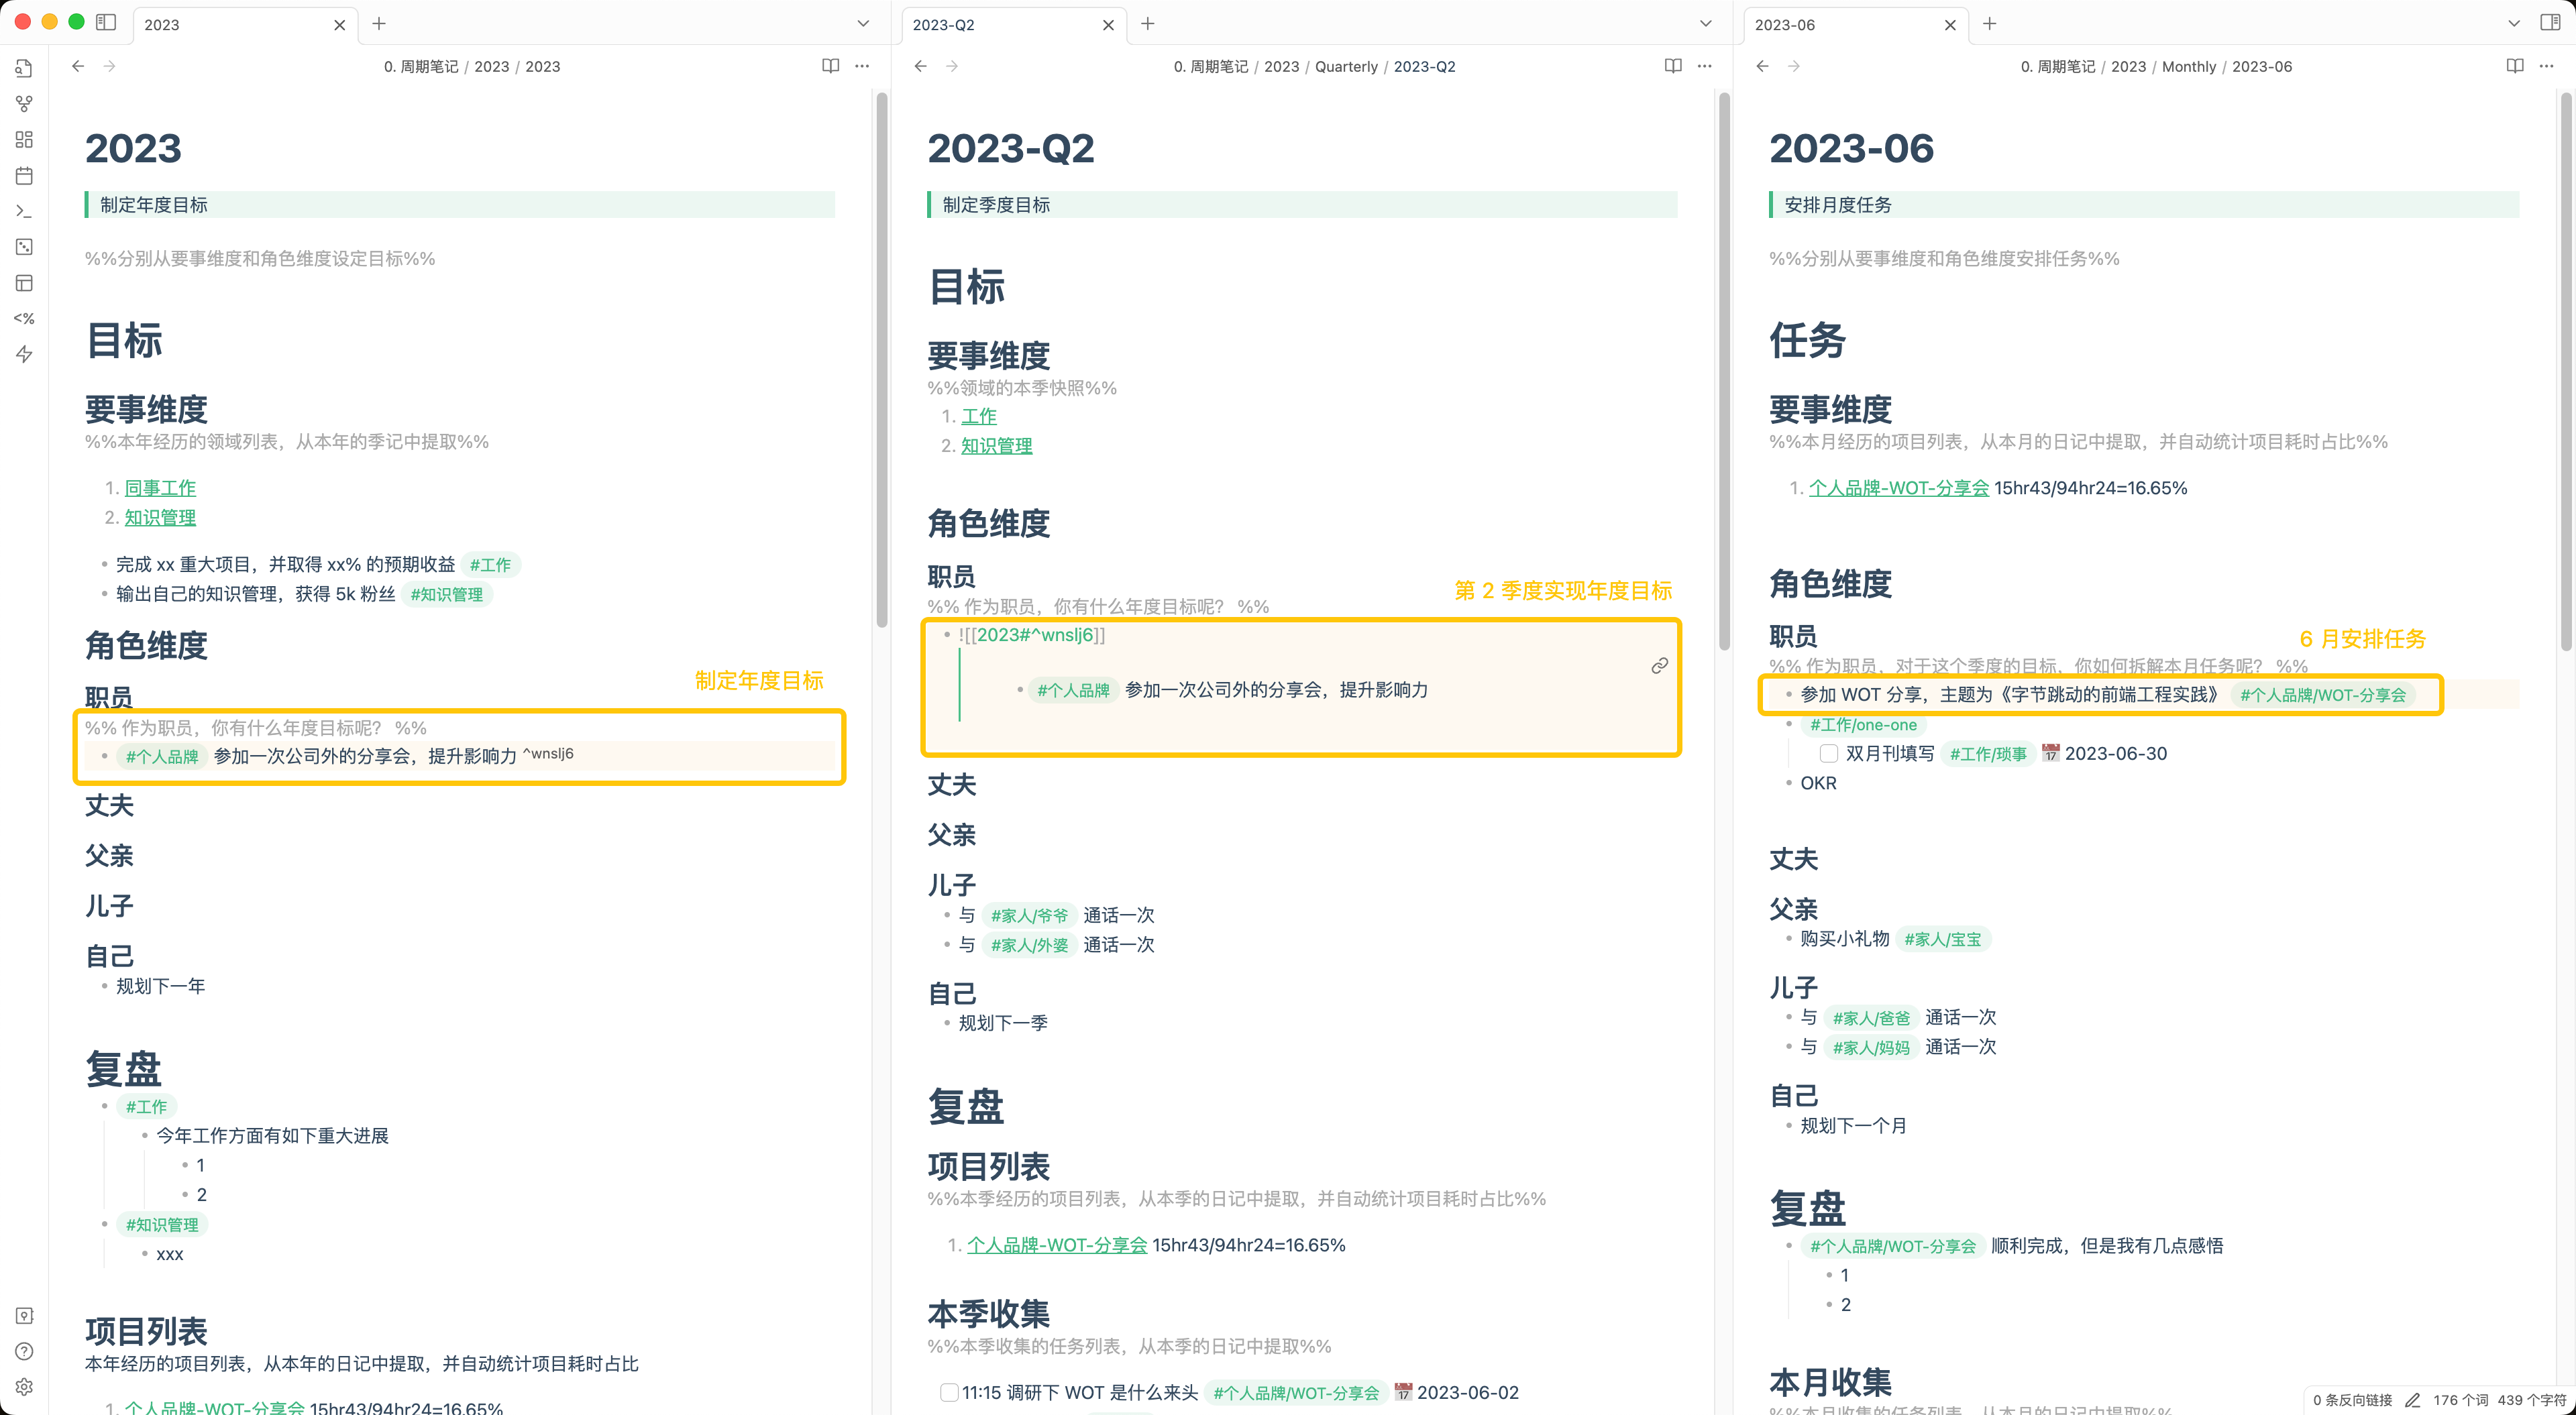 2023
0. 周期笔记 / 2023 / 2023
2023
制定年度目标
%%分别从要事维度和角色维度设定目标%%
目标
要事维度
%%本年经历的领域列表，从本年的季记中提取%%
1. 同事工作
2. 知识管理
完成 xx 重大项目，并取得 xx% 的预期收益 #工作
输出自己的知识管理，获得 5k 粉丝 #知识管理
角色维度
制定年度目标
职员
%% 作为职员，你有什么年度目标呢？ %%
#个人品牌 参加一次公司外的分享会，提升影响力 ^wnslj6
丈夫
父亲
儿子
自己
规划下一年
复盘
#工作
今年工作方面有如下重大进展
1
2
#知识管理
xxx
项目列表
本年经历的项目列表，从本年的日记中提取，并自动统计项目耗时占比
1. 个人品牌-WOT-分享会 15hr43/94hr24=16.65%
<%
2023-Q2
0. 周期笔记 / 2023 / Quarterly / 2023-Q2
2023-Q2
制定季度目标
目标
要事维度
%%领域的本季快照%%
1. 工作
2. 知识管理
角色维度
职员
第 2 季度实现年度目标
%% 作为职员，你有什么年度目标呢？ %%
![[2023#^wnslj6]]
#个人品牌 参加一次公司外的分享会，提升影响力
丈夫
父亲
儿子
与 #家人/爷爷 通话一次
与 #家人/外婆 通话一次
自己
规划下一季
复盘
项目列表
%%本季经历的项目列表，从本季的日记中提取，并自动统计项目耗时占比%%
1. 个人品牌-WOT-分享会 15hr43/94hr24=16.65%
本季收集
%%本季收集的任务列表，从本季的日记中提取%%
11:15 调研下 WOT 是什么来头 #个人品牌/WOT-分享会 📅 2023-06-02
2023-06
0. 周期笔记 / 2023 / Monthly / 2023-06
2023-06
安排月度任务
%%分别从要事维度和角色维度安排任务%%
任务
要事维度
%%本月经历的项目列表，从本月的日记中提取，并自动统计项目耗时占比%%
1. 个人品牌-WOT-分享会 15hr43/94hr24=16.65%
角色维度
职员
6 月安排任务
%% 作为职员，对于这个季度的目标，你如何拆解本月任务呢？ %%
参加 WOT 分享，主题为《字节跳动的前端工程实践》 #个人品牌/WOT-分享会
#工作/one-one
双月刊填写 #工作/琐事 📅 2023-06-30
OKR
丈夫
父亲
购买小礼物 #家人/宝宝
儿子
与 #家人/爸爸 通话一次
与 #家人/妈妈 通话一次
自己
规划下一个月
复盘
#个人品牌/WOT-分享会 顺利完成，但是我有几点感悟
1
2
本月收集
%%本月收集的任务列表，从本月的日记中提取%%
0 条反向链接 176 个词 439 个字符